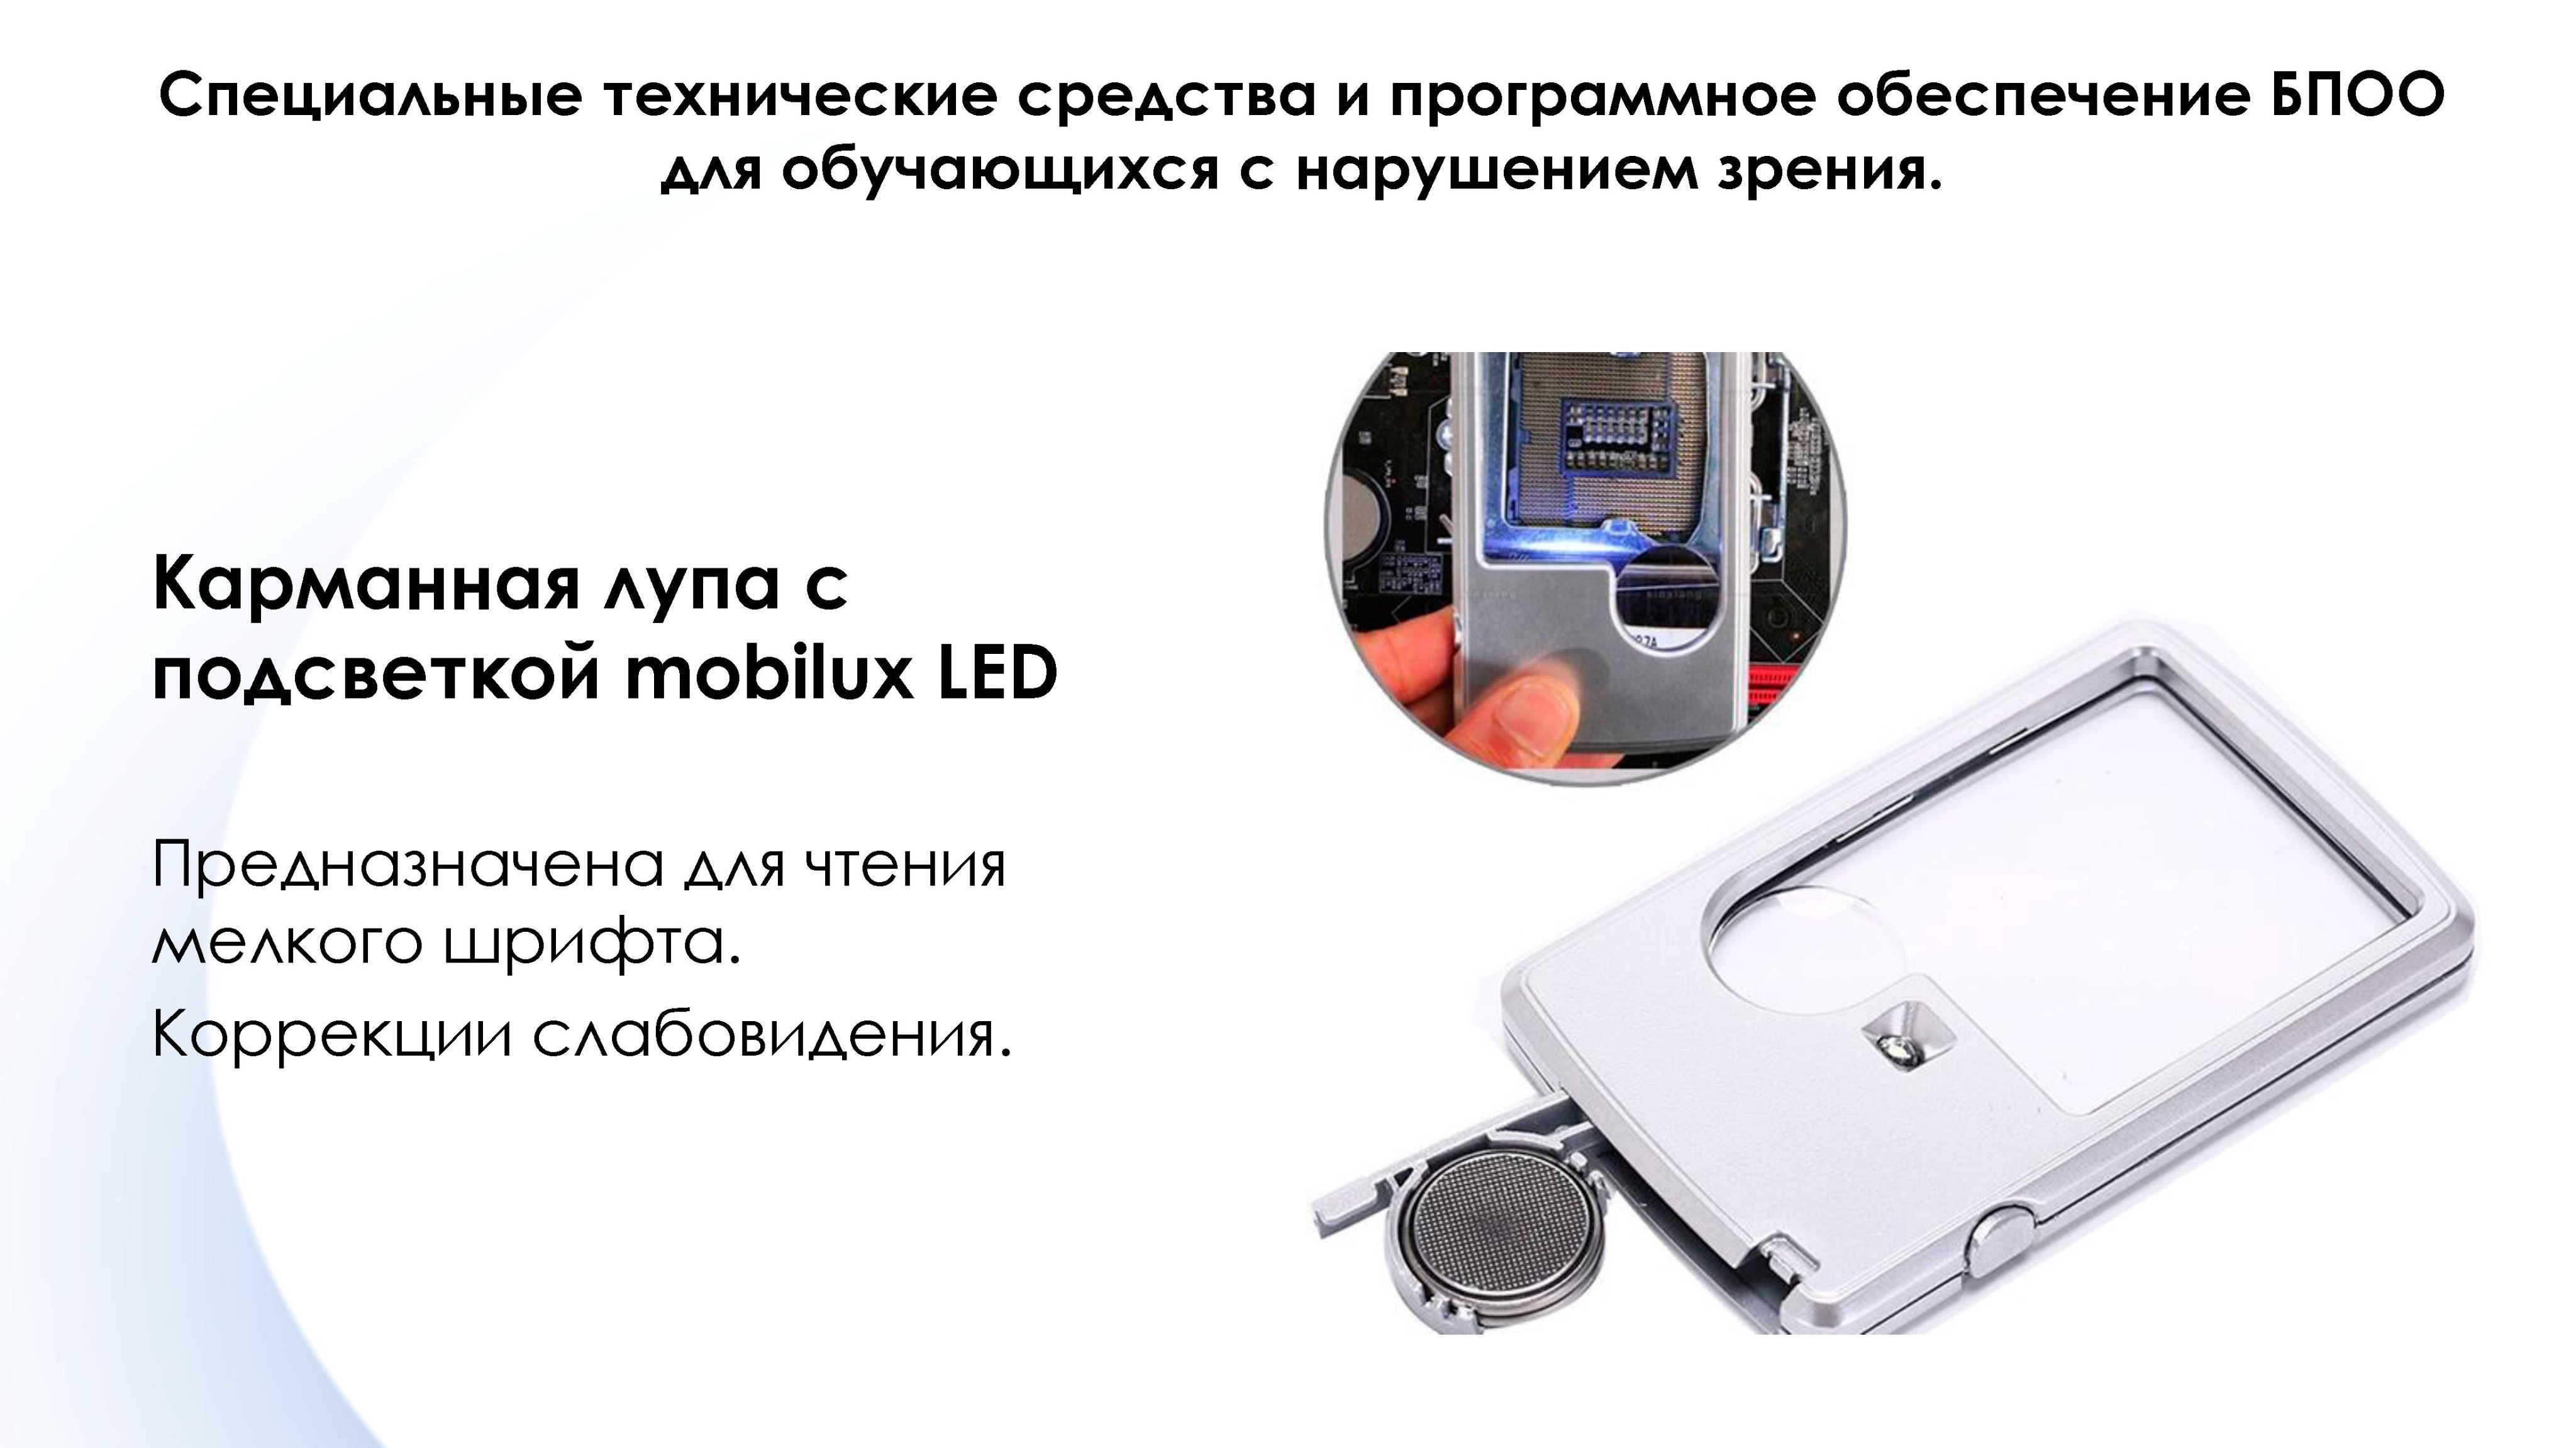 Специальные технические средства и программное обеспечение БПОО
для обучающихся с нарушением зрения.
Карманная лупа с
подсветкой mobilux LED
Предназначена для чтения
мелкого шрифта.
Коррекции слабовидения.